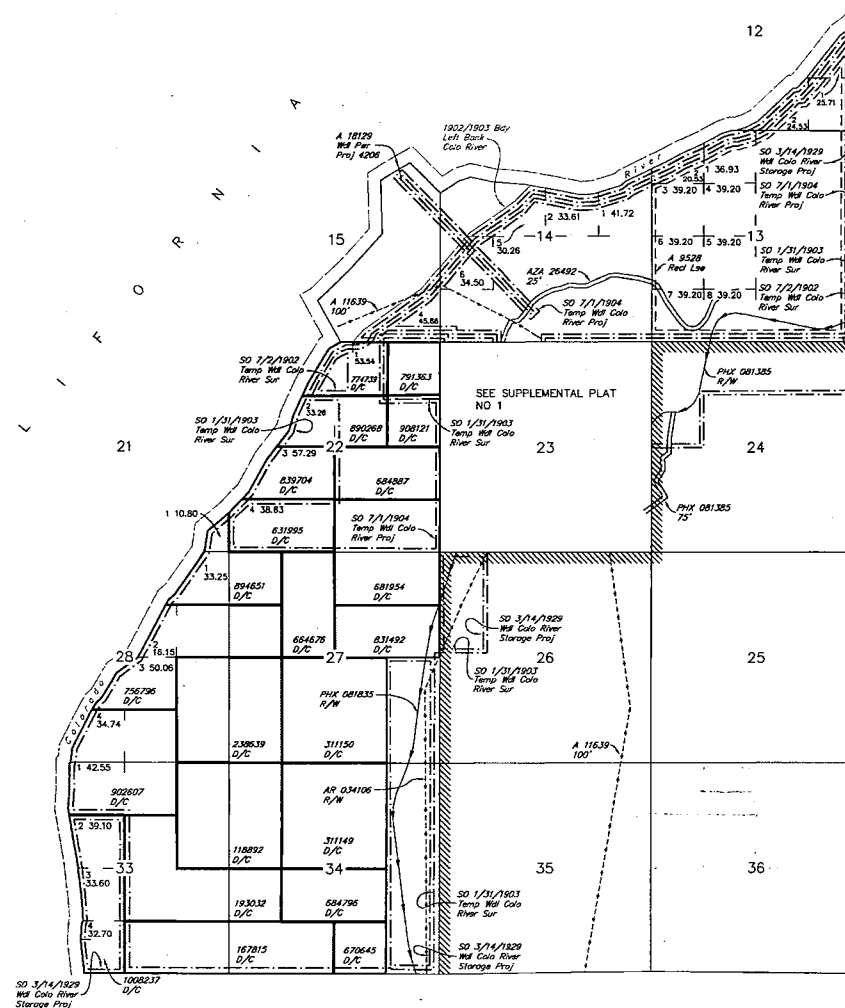 12
25.71
2
24.53
A 18129
Wdl Pwr
Proj 4206
1902/1903 Bdy
Left Bank
Colo River
River
SO 3/14/1929
Wdl Colo River
Storage Proj
1 36.93
2
20.53
3 39.20
4 39.20
SO 7/1/1904
Temp Wdl Colo
River Proj
CALIFORNIA
15
2 33.61
1 41.72
14
5
30.26
6 39.20
5 39.20
13
A 9528
Recl Lse
SO 1/31/1903
Temp Wdl Colo
River Sur
6
34.50
AZA 26492
25'
7 39.20
8 39.20
SO 7/2/1902
Temp Wdl Colo
River Sur
A 11639
100'
4
45.88
SO 7/1/1904
Temp Wdl Colo
River Proj
SO 7/2/1902
Temp Wdl Colo
River Sur
1
53.54
774733
D/C
791363
D/C
PHX 081385
R/W
SEE SUPPLEMENTAL PLAT
NO 1
SO 1/31/1903
Temp Wdl Colo
River Sur
2
33.26
890268
D/C
908121
D/C
SO 1/31/1903
Temp Wdl Colo
River Sur
21
22
23
24
3 57.29
839704
D/C
684887
D/C
4 38.83
631995
D/C
SO 7/1/1904
Temp Wdl Colo
River Proj
PHX 081385
75'
1 10.80
1
33.25
894651
D/C
681954
D/C
SO 3/14/1929
Wdl Colo River
Storage Proj
664676
D/C
831492
D/C
2
18.15
28
3 50.06
27
26
25
SO 1/31/1903
Temp Wdl Colo
River Sur
756796
D/C
PHX 081835
R/W
Colorado
4
34.74
238639
D/C
311150
D/C
A 11639
100'
1 42.55
902607
D/C
AR 034106
R/W
2 39.10
118892
D/C
311149
D/C
33
3
33.60
34
35
36
193032
D/C
684796
D/C
SO 1/31/1903
Temp Wdl Colo
River Sur
4
32.70
167815
D/C
670645
D/C
SO 3/14/1929
Wdl Colo River
Storage Proj
SO 3/14/1929
Wdl Colo River
Storage Proj
1008237
D/C